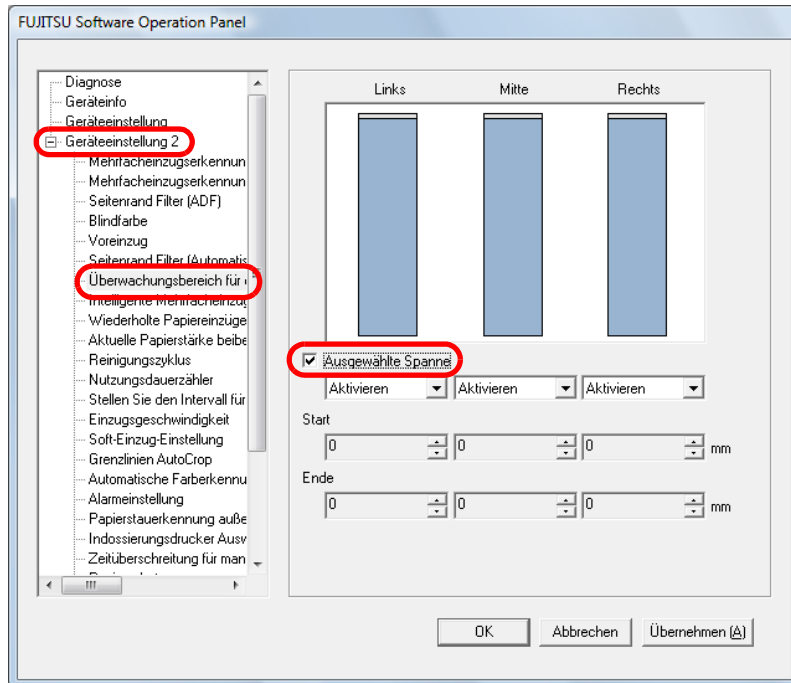 FUJITSU Software Operation Panel
Diagnose
Geräteinfo
Geräteeinstellung
Geräteeinstellung 2
Mehrfacheinzugserkennun
Mehrfacheinzugserkennun
Seitenrand Filter (ADF)
Blindfarbe
Voreinzug
Seitenrand Filter (Automatis
Überwachungsbereich für
Intelligente Mehrfacheinzug
Wiederholte Papiereinzüge
Aktuelle Papierstärke beibe
Reinigungszyklus
Nutzungsdauerzähler
Stellen Sie den Intervall für
Einzugsgeschwindigkeit
Soft-Einzug-Einstellung
Grenzlinien AutoCrop
Automatische Farberkennu
Alarmeinstellung
Papierstauerkennung auße
Indossierungsdrucker Ausw
Zeitüberschreitung für man
Links Mitte Rechts
Ausgewählte Spanne
Aktivieren Aktivieren Aktivieren
Start
0 0 0 mm
Ende
0 0 0 mm
OK Abbrechen Übernehmen (A)